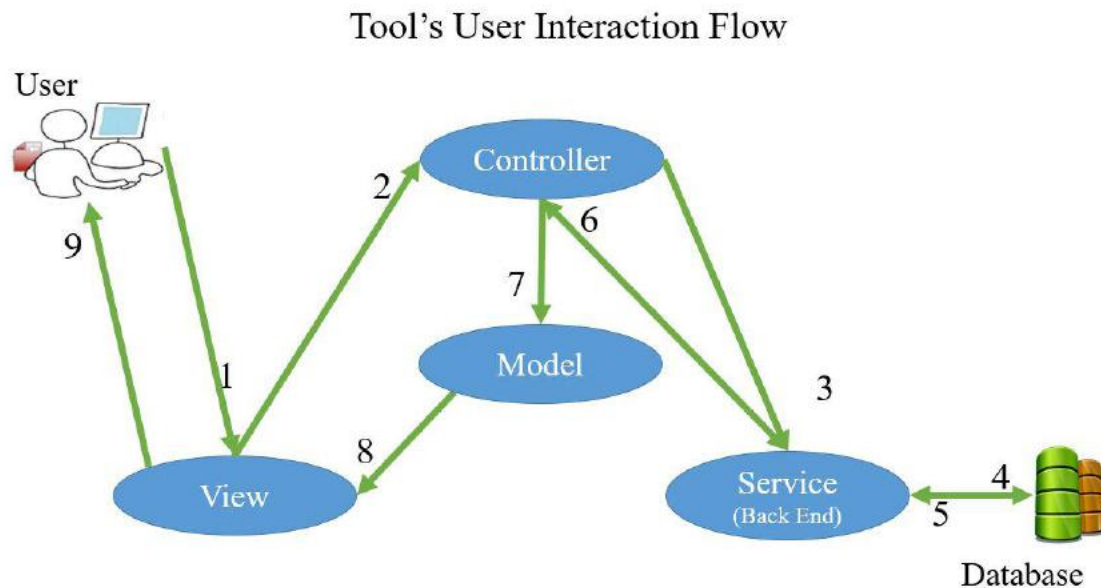 Tool's User Interaction Flow
User
Controller
2
6
9
7
Model
1
3
8
View
Service
(Back End)
4
5
Database